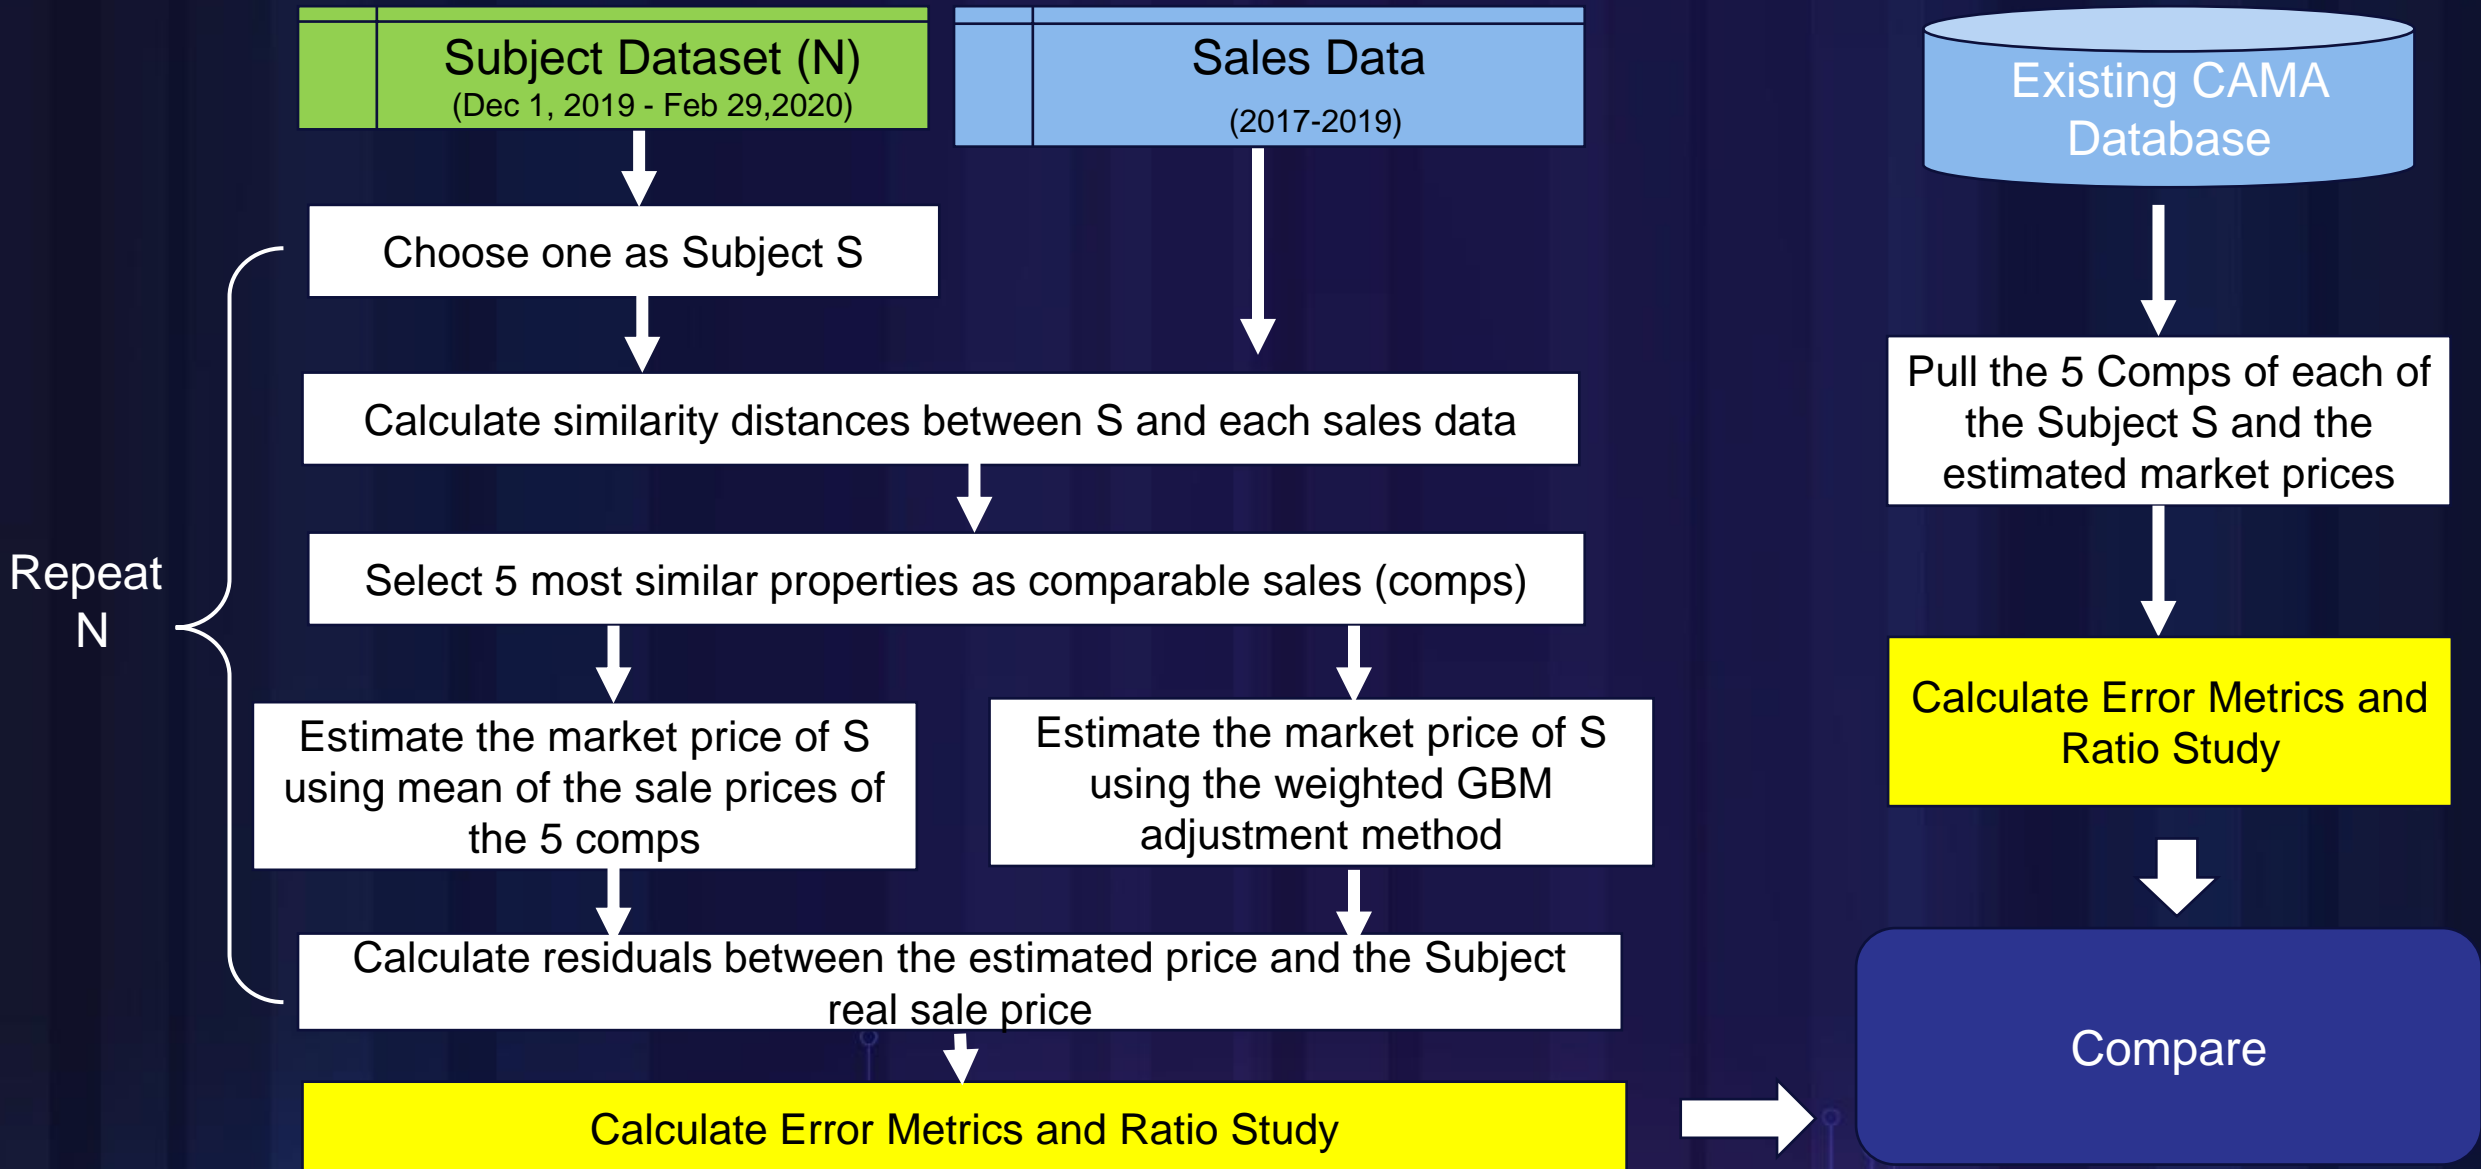 Subject Dataset (N)
(Dec 1, 2019 - Feb 29,2020)
Sales Data
(2017-2019)
Existing CAMA
Database
Choose one as Subject S
Calculate similarity distances between S and each sales data
Pull the 5 Comps of each of
the Subject S and the
estimated market prices
Select 5 most similar properties as comparable sales (comps)
Repeat
N
Estimate the market price of S
using mean of the sale prices of
the 5 comps
Estimate the market price of S
using the weighted GBM
adjustment method
Calculate Error Metrics and
Ratio Study
Calculate residuals between the estimated price and the Subject
real sale price
Calculate Error Metrics and Ratio Study
Compare